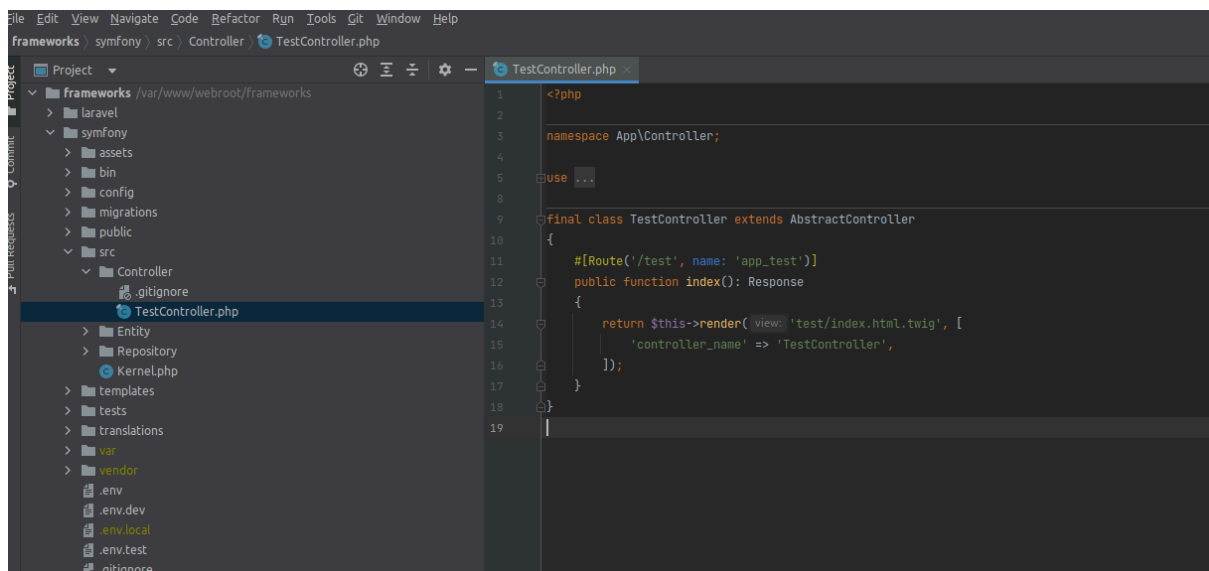 File Edit View Navigate Code Refactor Run Tools Git Window Help
frameworks symfony src Controller TestController.php
Project
Commit
Pull Requests
Project
frameworks /var/www/webroot/frameworks
laravel
symfony
assets
bin
config
migrations
public
src
Controller
.gitignore
TestController.php
Entity
Repository
Kernel.php
templates
tests
translations
var
vendor
.env
.env.dev
.env.local
.env.test
.gitignore
TestController.php
1 <?php
2
3 namespace App\Controller;
4
5 use ...
8
9 final class TestController extends AbstractController
10 {
11 #[Route('/test', name: 'app_test')]
12 public function index(): Response
13 {
14 return $this->render( view: 'test/index.html.twig', [
15 'controller_name' => 'TestController',
16 ]);
17 }
18 }
19